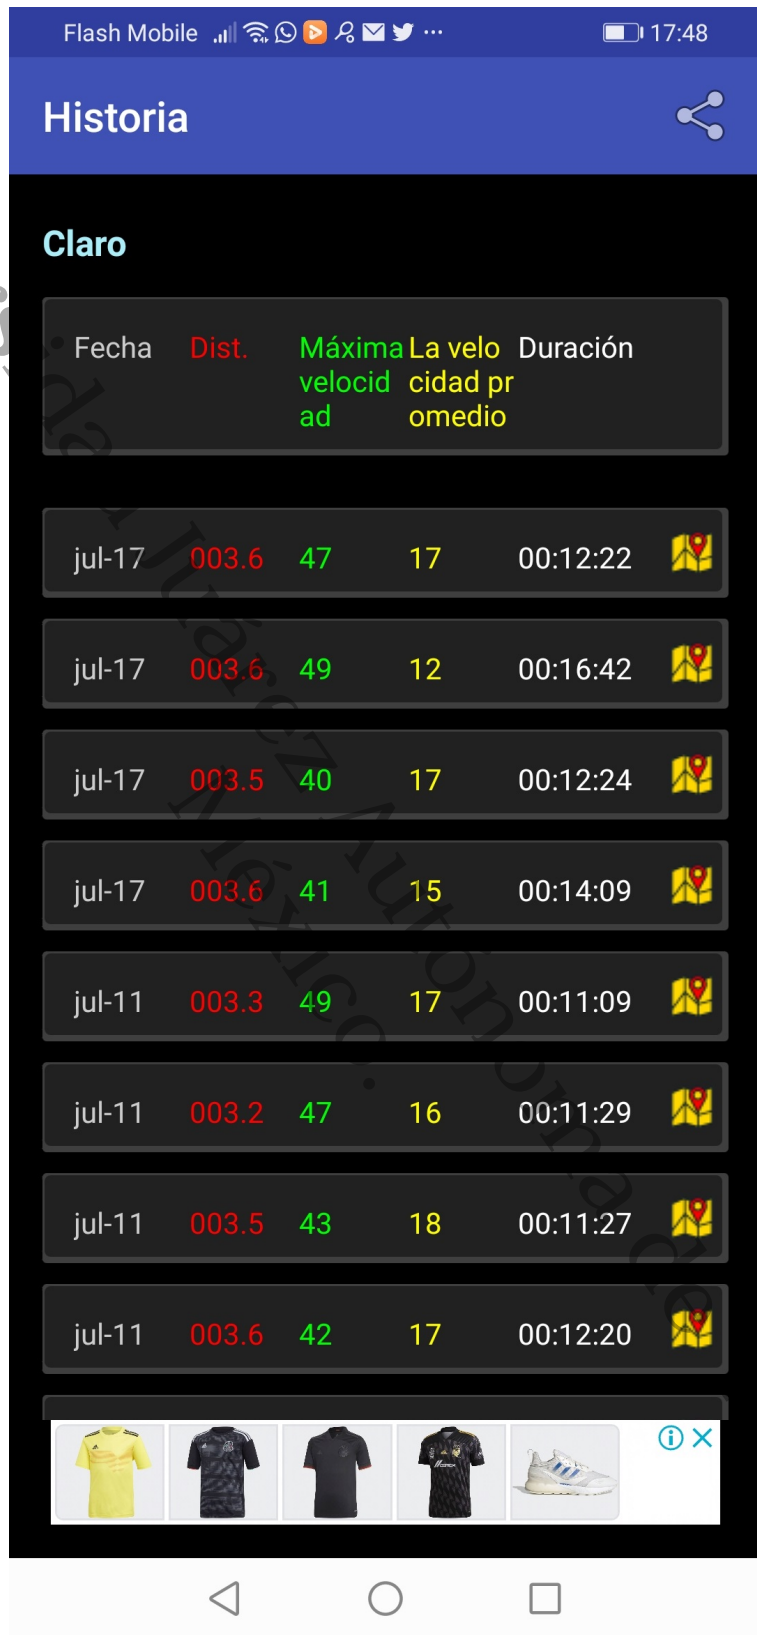 Flash Mobile 17:48
Historia
Claro
Fecha Dist. Máxima velocid ad La velo cidad pr omedio Duración
jul-17 003.6 47 17 00:12:22
jul-17 003.6 49 12 00:16:42
jul-17 003.5 40 17 00:12:24
jul-17 003.6 41 15 00:14:09
jul-11 003.3 49 17 00:11:09
jul-11 003.2 47 16 00:11:29
jul-11 003.5 43 18 00:11:27
jul-11 003.6 42 17 00:12:20
Juárez Autónoma de
México.